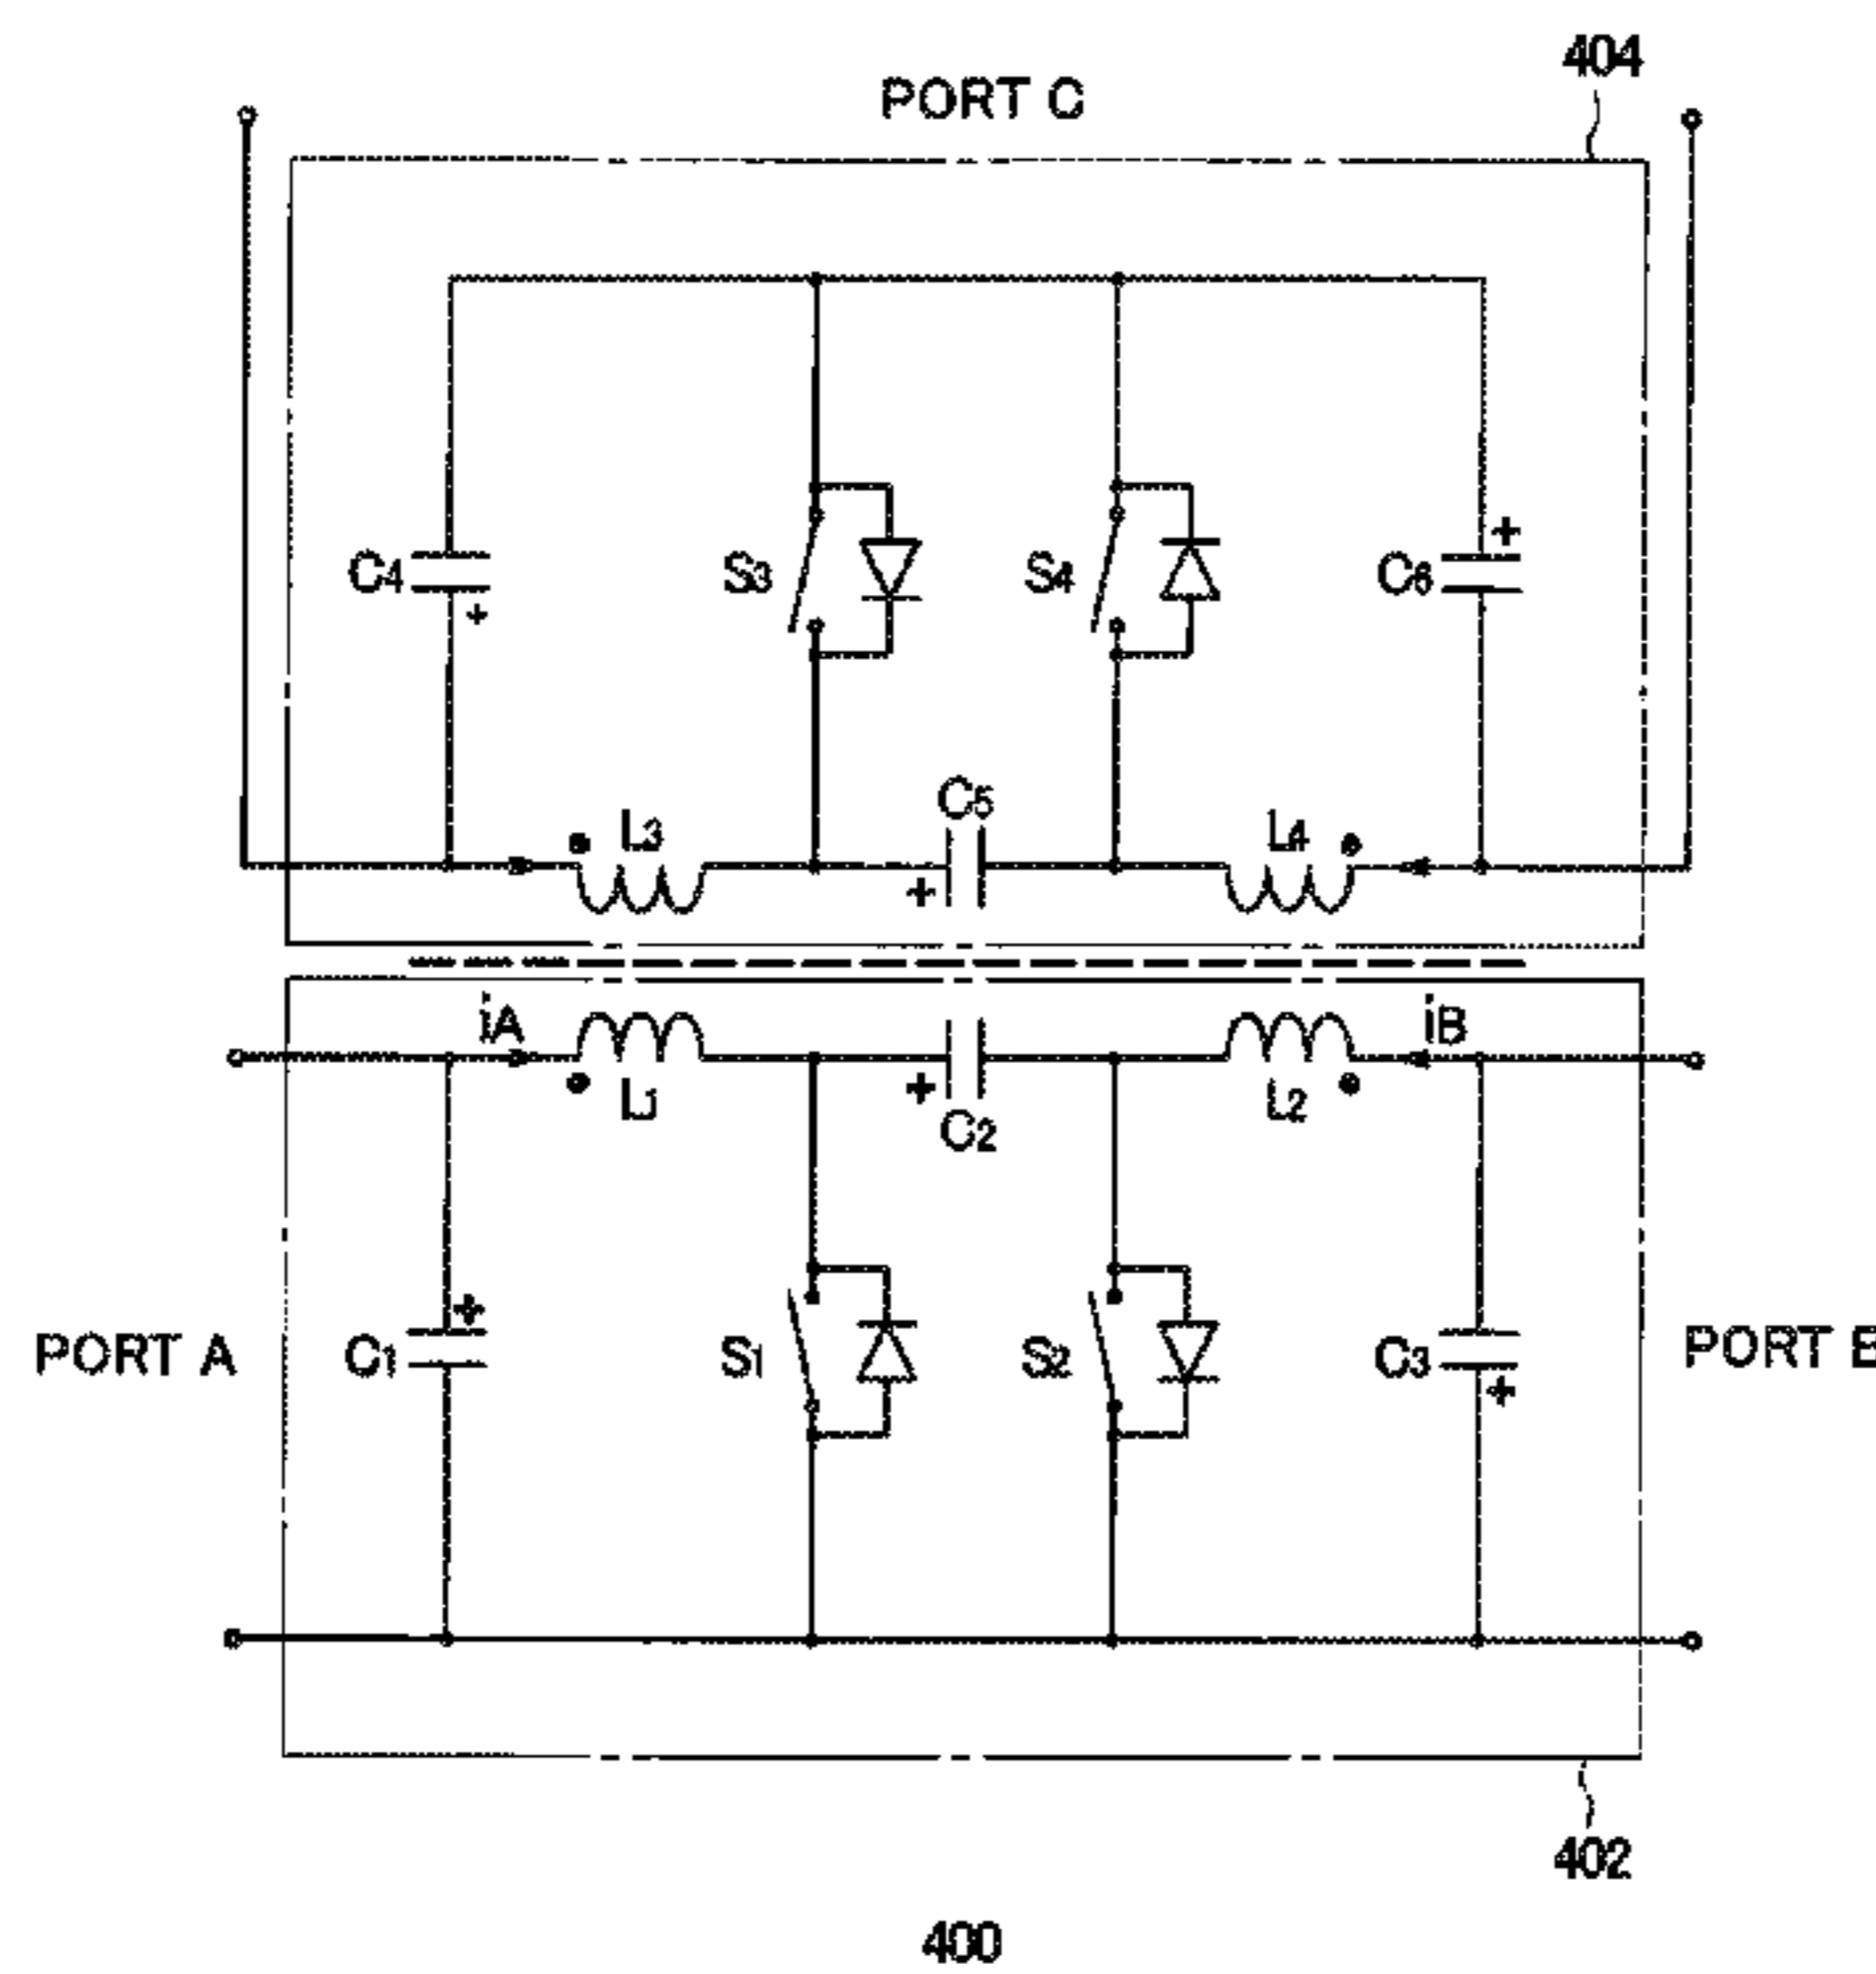 404
PORT C
C4
+
S3
S4
+
C6
L3
C5
+
L4
iA
iB
L1
+
C2
L2
PORT A
+
C1
S1
S2
C3
+
PORT B
402
400